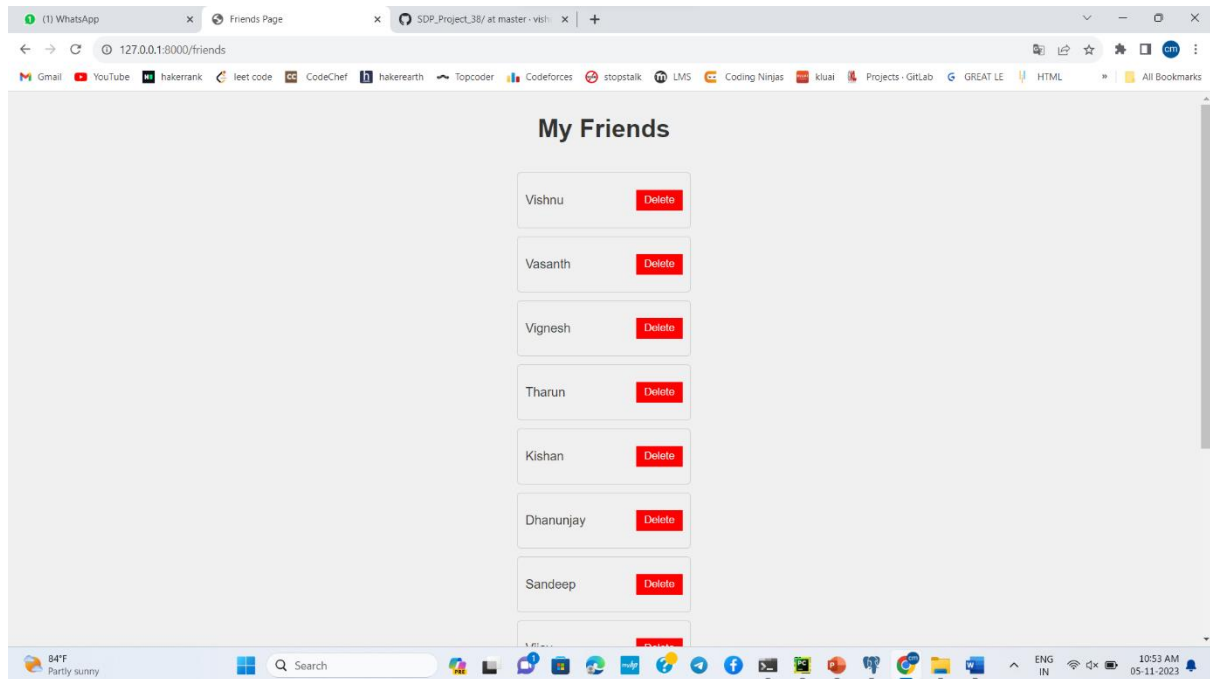 (1) WhatsApp
Friends Page
SDP_Project_38/ at master · vish
127.0.0.1:8000/friends
cm
Gmail YouTube hakerrank leet code CodeChef hakerearth Topcoder Codeforces stopstalk LMS Coding Ninjas kluai Projects · GitLab GREAT LE HTML » All Bookmarks
My Friends
Vishnu Delete
Vasanth Delete
Vignesh Delete
Tharun Delete
Kishan Delete
Dhanunjay Delete
Sandeep Delete
84°F
Partly sunny
Search
ENG
IN
10:53 AM
05-11-2023